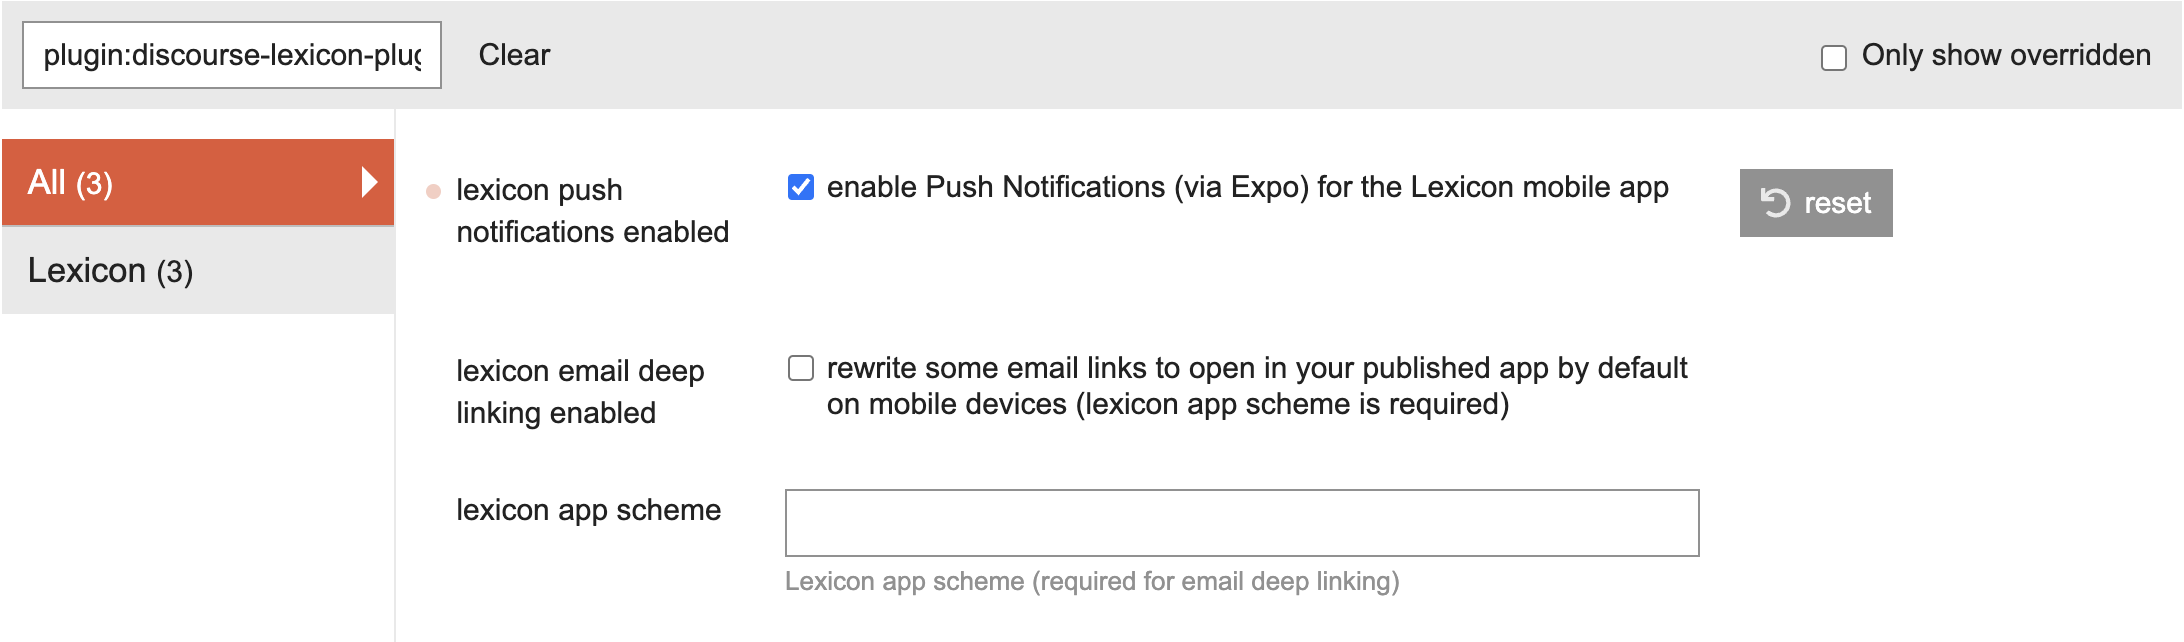 plugin:discourse-lexicon-plug
Clear
Only show overridden
All (3)
Lexicon (3)
lexicon push
notifications enabled
enable Push Notifications (via Expo) for the Lexicon mobile app
reset
lexicon email deep
linking enabled
rewrite some email links to open in your published app by default
on mobile devices (lexicon app scheme is required)
lexicon app scheme
Lexicon app scheme (required for email deep linking)